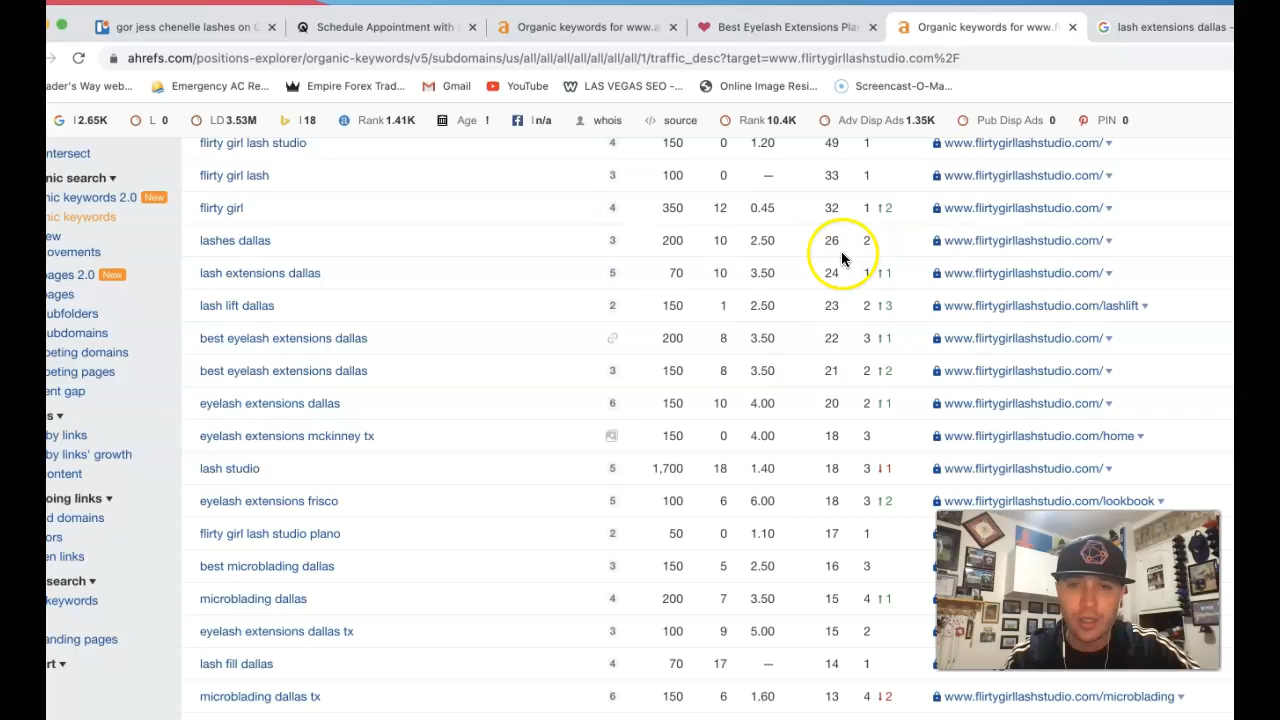 gor jess chenelle lashes on C
Schedule Appointment with
Organic keywords for www.a
Best Eyelash Extensions Pla
Organic keywords for www.f
lash extensions dallas
ahrefs.com/positions-explorer/organic-keywords/v5/subdomains/us/all/all/all/all/all/all/all/1/traffic_desc?target=www.flirtygirllashstudio.com%2F
ader's Way web... Emergency AC Re... Empire Forex Trad... Gmail YouTube LAS VEGAS SEO -... Online Image Resi... Screencast-O-Ma...
I 2.65K L 0 LD 3.53M I 18 Rank 1.41K Age ! I n/a whois source Rank 10.4K Adv Disp Ads 1.35K Pub Disp Ads 0 PIN 0
ntersect
nic search
nic keywords 2.0 New
nic keywords
ew
ovements
pages 2.0 New
pages
ubfolders
ubdomains
peting domains
peting pages
ent gap
s
by links
by links' growth
ontent
oing links
d domains
ors
en links
search
keywords
anding pages
rt
flirty girl lash studio 4 150 0 1.20 49 1 www.flirtygirllashstudio.com/
flirty girl lash 3 100 0 — 33 1 www.flirtygirllashstudio.com/
flirty girl 4 350 12 0.45 32 1 ↑2 www.flirtygirllashstudio.com/
lashes dallas 3 200 10 2.50 26 2 www.flirtygirllashstudio.com/
lash extensions dallas 5 70 10 3.50 24 1 ↑1 www.flirtygirllashstudio.com/
lash lift dallas 2 150 1 2.50 23 2 ↑3 www.flirtygirllashstudio.com/lashlift
best eyelash extensions dallas 200 8 3.50 22 3 ↑1 www.flirtygirllashstudio.com/
best eyelash extensions dallas 3 150 8 3.50 21 2 ↑2 www.flirtygirllashstudio.com/
eyelash extensions dallas 6 150 10 4.00 20 2 ↑1 www.flirtygirllashstudio.com/
eyelash extensions mckinney tx 150 0 4.00 18 3 www.flirtygirllashstudio.com/home
lash studio 5 1,700 18 1.40 18 3 ↓1 www.flirtygirllashstudio.com/
eyelash extensions frisco 5 100 6 6.00 18 3 ↑2 www.flirtygirllashstudio.com/lookbook
flirty girl lash studio plano 2 50 0 1.10 17 1
best microblading dallas 3 150 5 2.50 16 3
microblading dallas 4 200 7 3.50 15 4 ↑1
eyelash extensions dallas tx 3 100 9 5.00 15 2
lash fill dallas 4 70 17 — 14 1
microblading dallas tx 6 150 6 1.60 13 4 ↓2 www.flirtygirllashstudio.com/microblading